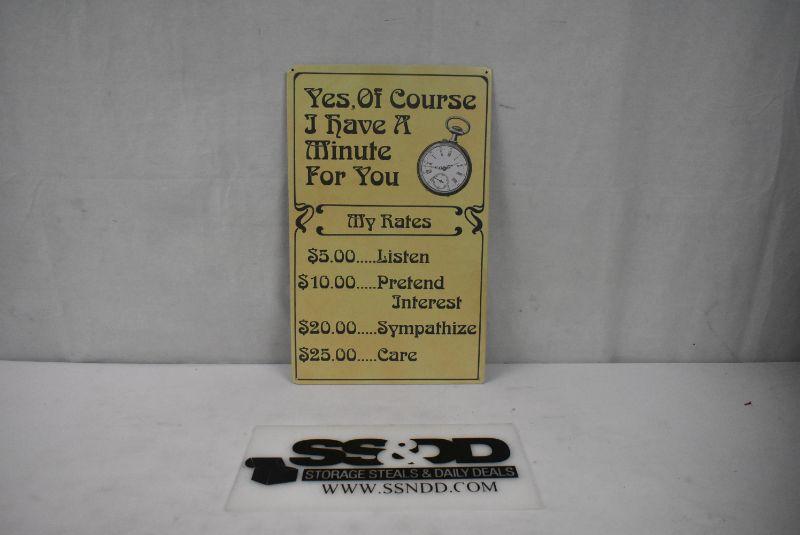 Yes, Of Course
I Have A
Minute
For You
My Rates
$5.00.....Listen
$10.00.....Pretend
Interest
$20.00.....Sympathize
$25.00.....Care
SS&DD
STORAGE STEALS & DAILY DEALS
WWW.SSNDD.COM